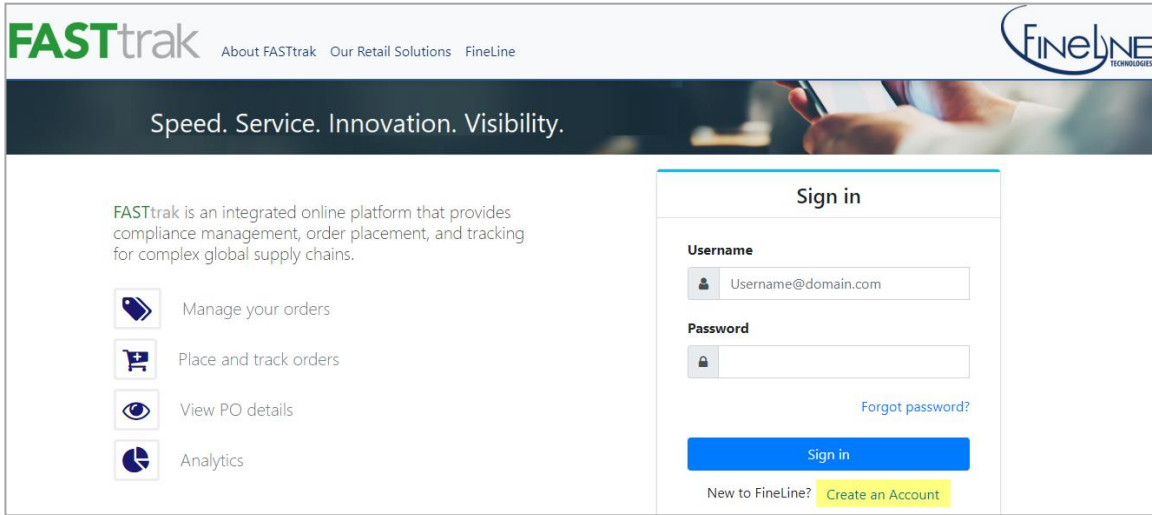 FASTtrak About FASTtrak Our Retail Solutions FineLine
FINELINE
TECHNOLOGIES
Speed. Service. Innovation. Visibility.
FASTtrak is an integrated online platform that provides
compliance management, order placement, and tracking
for complex global supply chains.
Manage your orders
Place and track orders
View PO details
Analytics
Sign in
Username
Username@domain.com
Password
Forgot password?
Sign in
New to FineLine? Create an Account